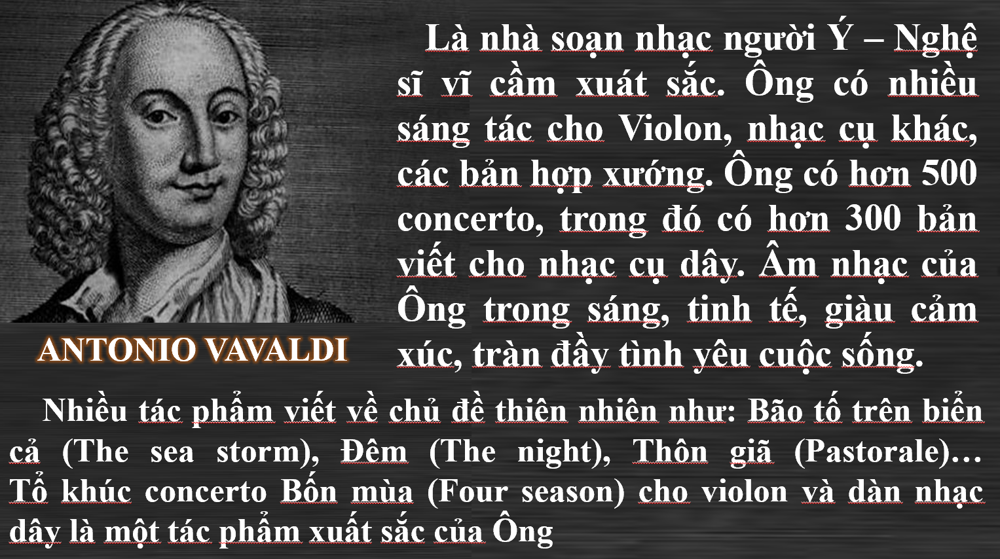 Là nhà soạn nhạc người Ý – Nghệ
sĩ vĩ cầm xuát sắc. Ông có nhiều
sáng tác cho Violon, nhạc cụ khác,
các bản hợp xướng. Ông có hơn 500
concerto, trong đó có hơn 300 bản
viết cho nhạc cụ dây. Âm nhạc của
Ông trong sáng, tinh tế, giàu cảm
xúc, tràn đầy tình yêu cuộc sống.
ANTONIO VAVALDI
Nhiều tác phẩm viết về chủ đề thiên nhiên như: Bão tố trên biển
cả (The sea storm), Đêm (The night), Thôn giã (Pastorale)…
Tổ khúc concerto Bốn mùa (Four season) cho violon và dàn nhạc
dây là một tác phẩm xuất sắc của Ông